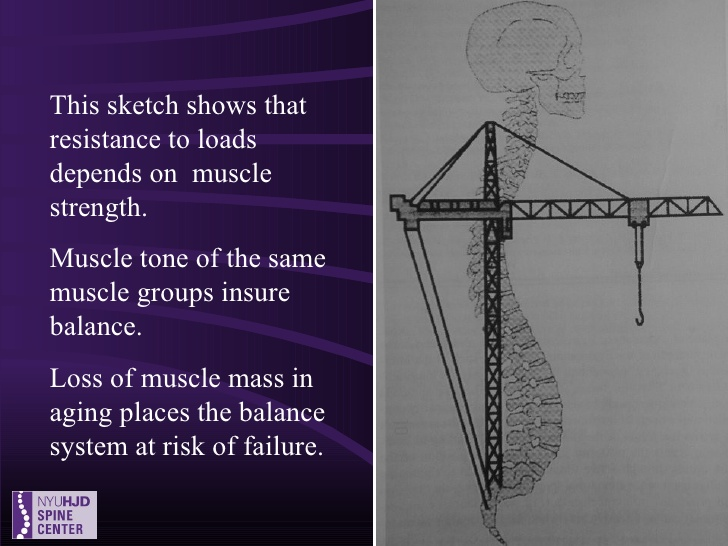 This sketch shows that
resistance to loads
depends on muscle
strength.
Muscle tone of the same
muscle groups insure
balance.
Loss of muscle mass in
aging places the balance
system at risk of failure.
NYUHJD
SPINE
CENTER